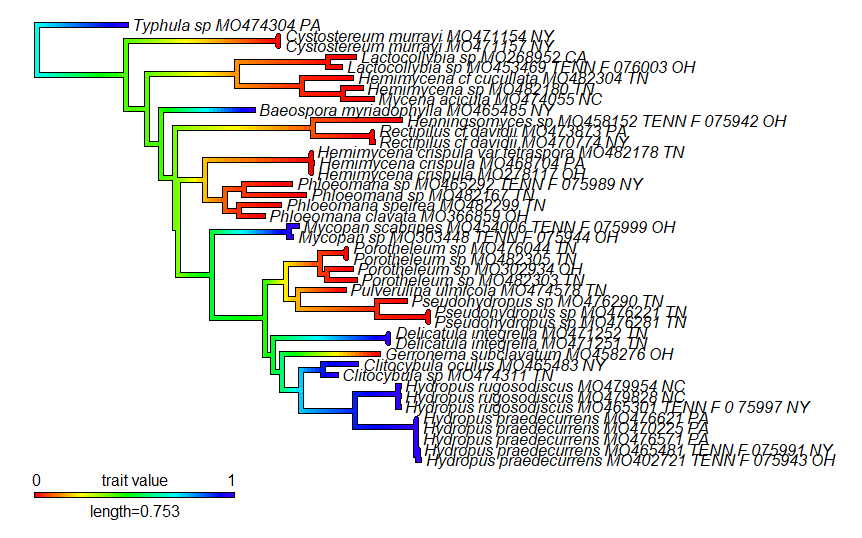 Typhula sp MO474304 PA
Cystostereum murrayi MO471154 NY
Cystostereum murrayi MO471157 NY
Lactocollybia sp MO268952 CA
Lactocollybia sp MO453469 TENN F 076003 OH
Hemimycena cf cucullata MO482304 TN
Hemimycena sp MO482180 TN
Mycena acicula MO474055 NC
Baeospora myriadophylla MO465485 NY
Henningsomyces sp MO458152 TENN F 075942 OH
Rectipilus cf davidii MO473873 PA
Rectipilus cf davidii MO470774 NY
Hemimycena crispula var tetraspora MO482178 TN
Hemimycena crispula MO468704 PA
Hemimycena crispula MO278117 OH
Phloeomana sp MO465292 TENN F 075989 NY
Phloeomana sp MO482167 TN
Phloeomana speirea MO482299 TN
Phloeomana clavata MO366859 OH
Mycopan scabripes MO454006 TENN F 075999 OH
Mycopan sp MO303448 TENN F 075944 OH
Porotheleum sp MO476044 TN
Porotheleum sp MO482305 TN
Porotheleum sp MO302934 OH
Porotheleum sp MO482303 TN
Pulverulina ulmicola MO474578 TN
Pseudohydropus sp MO476290 TN
Pseudohydropus sp MO476221 TN
Pseudohydropus sp MO476281 TN
Delicatula integrella MO471252 TN
Delicatula integrella MO471251 TN
Gerronema subclavatum MO458276 OH
Clitocybula oculus MO465483 NY
Clitocybula sp MO474311 TN
Hydropus rugosodiscus MO479954 NC
Hydropus rugosodiscus MO479828 NC
Hydropus rugosodiscus MO465301 TENN F 0 75997 NY
Hydropus praedecurrens MO476621 PA
Hydropus praedecurrens MO470225 PA
Hydropus praedecurrens MO476571 PA
Hydropus praedecurrens MO465481 TENN F 075991 NY
Hydropus praedecurrens MO402721 TENN F 075943 OH
0 trait value 1
length=0.753